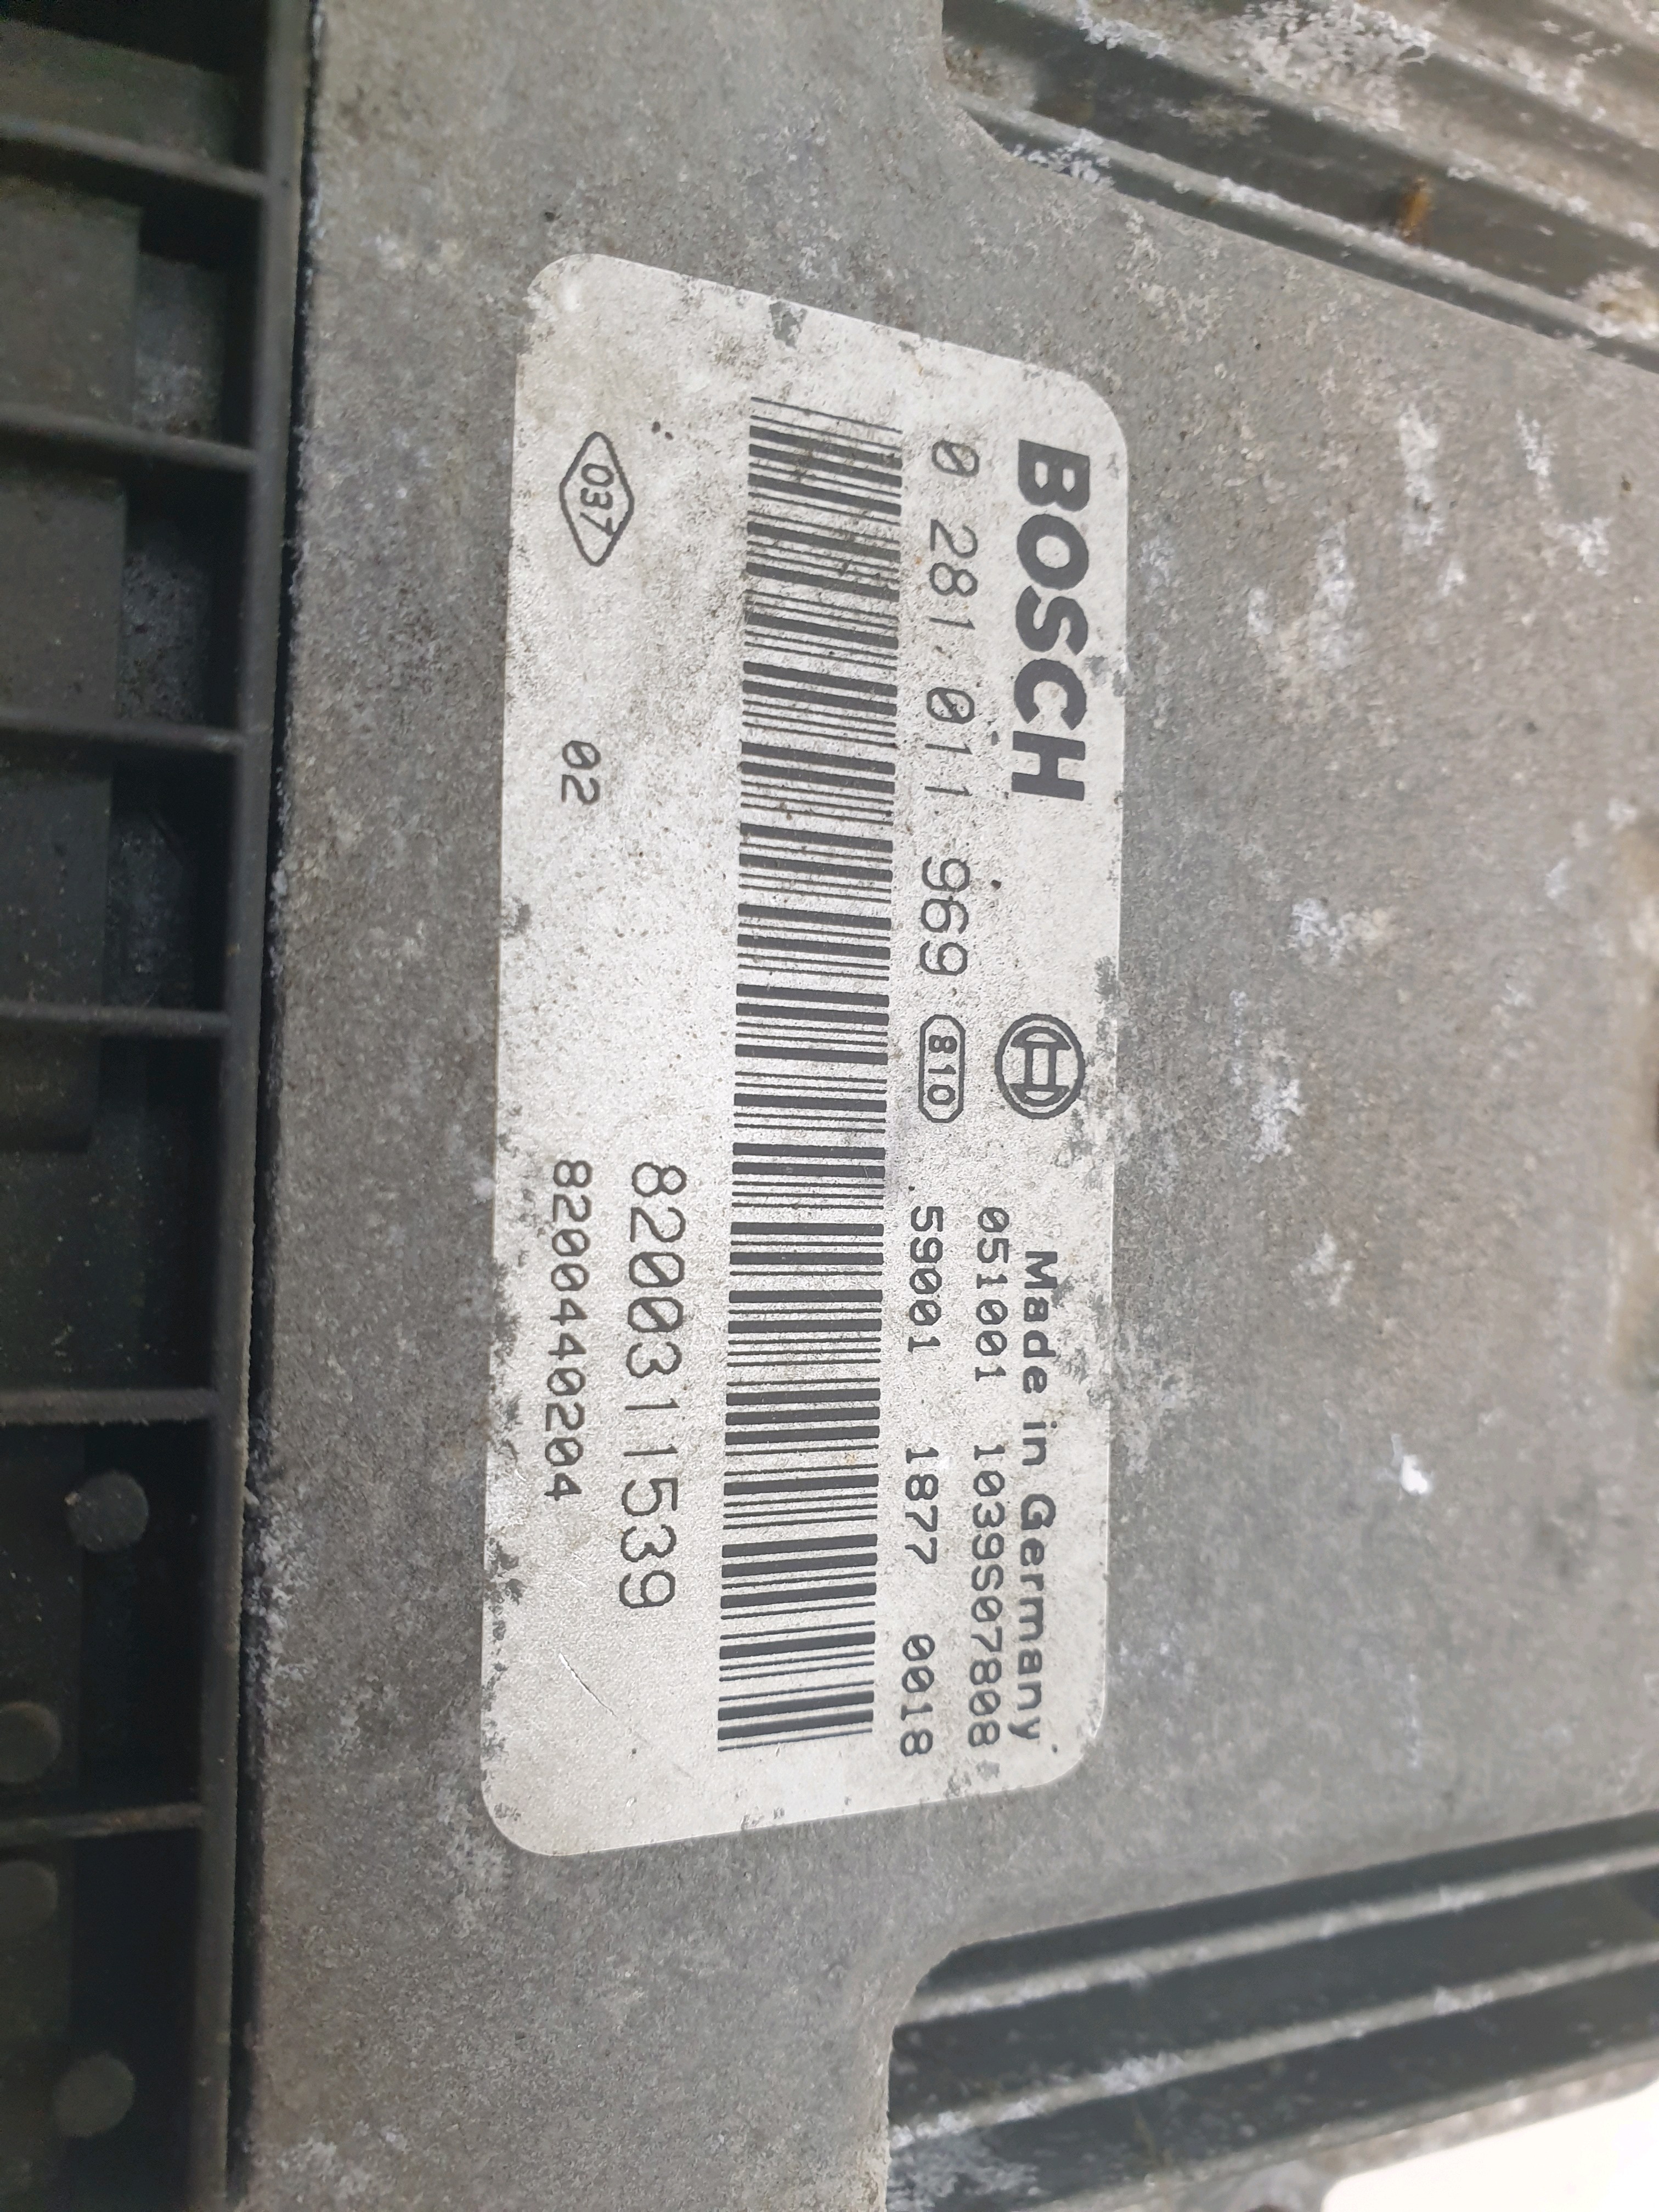 BOSCH
Made in Germany
0 281 011 969 810
051001 1039S07808
59001 1877 0018
037
8200311539
02
8200440204